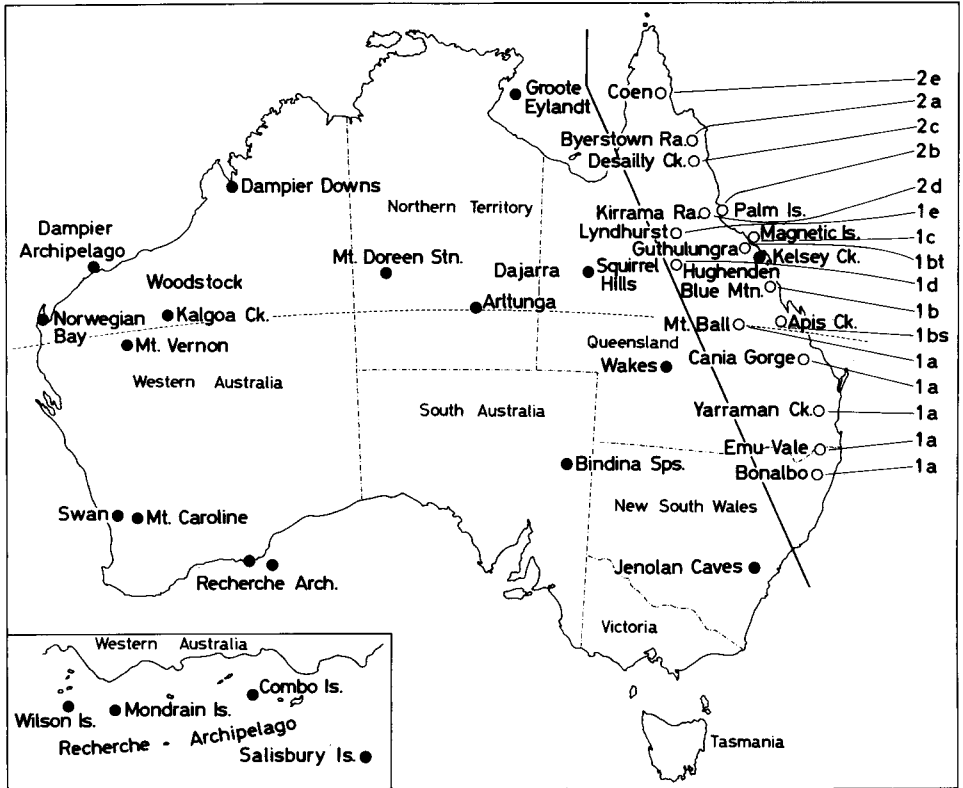 Coen
2e
Groote
Eylandt
2a
Byerstown Ra.
2c
Desailly Ck.
2b
Dampier Downs
2d
Northern Territory
Kirrama Ra.
Palm Is.
1e
Dampier
Archipelago
Lyndhurst
Magnetic Is.
1c
Guthulungra
Mt. Doreen Stn.
Dajarra
Squirrel
Hills
Kelsey Ck.
1bt
Woodstock
Hughenden
1d
Blue Mtn.
1b
Arltunga
Norwegian
Bay
Kalgoa Ck.
Mt. Ball
Apis Ck.
1bs
Mt. Vernon
Queensland
1a
Wakes
Cania Gorge
1a
Western Australia
South Australia
Yarraman Ck.
1a
Emu Vale
1a
Bindina Sps.
Bonalbo
1a
New South Wales
Swan
Mt. Caroline
Jenolan Caves
Recherche Arch.
Victoria
Western Australia
Combo Is.
Wilson Is.
Mondrain Is.
Recherche - Archipelago
Salisbury Is.
Tasmania